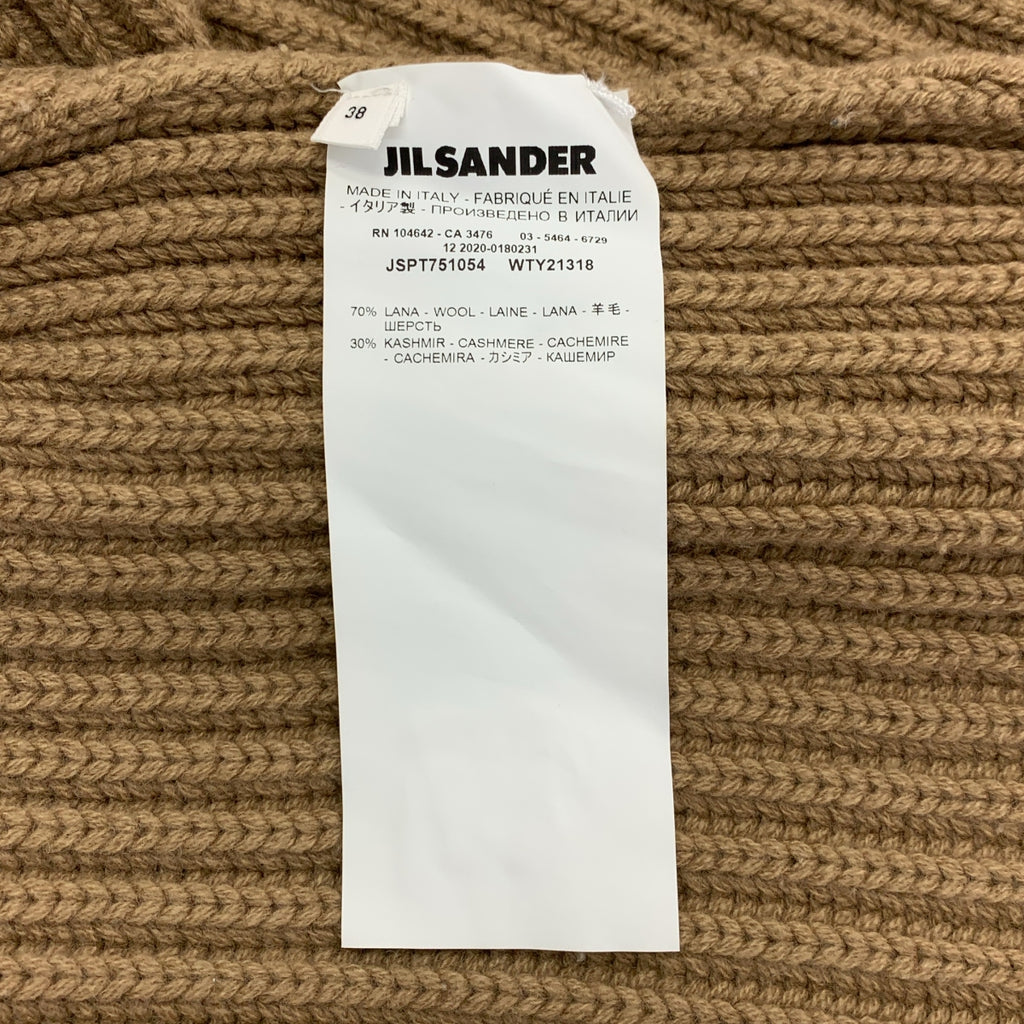 38
JIL SANDER
MADE IN ITALY - FABRIQUÉ EN ITALIE
- イタリア製 - ПРОИЗВЕДЕНО В ИТАЛИИ
RN 104642 - CA 3476 03 - 5464 - 6729
12 2020-0180231
JSPT751054 WTY21318
70% LANA - WOOL - LAINE - LANA - 羊毛 -
ШЕРСТЬ
30% KASHMIR - CASHMERE - CACHEMIRE
- CACHEMIRA - カシミア - КАШЕМИР